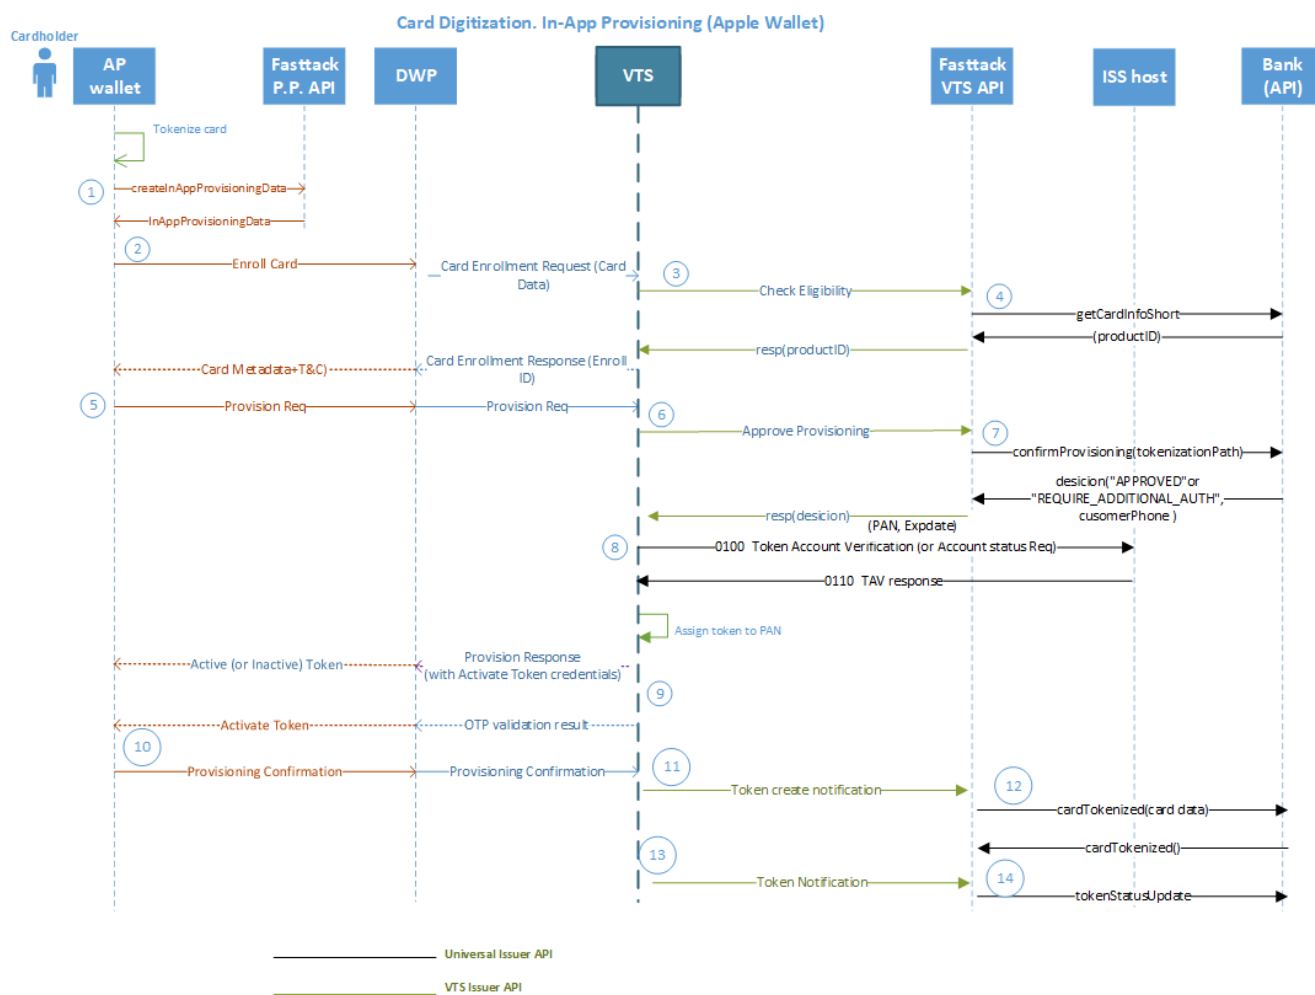 Card Digitization. In-App Provisioning (Apple Wallet)
Cardholder
AP
wallet
Fasttack
P.P. API
DWP
VTS
Fasttack
VTS API
ISS host
Bank
(API)
Tokenize card
1
createInAppProvisioningData
InAppProvisioningData
2
Enroll Card
Card Enrollment Request (Card
Data)
3
Check Eligibility
4
getCardInfoShort
(productID)
resp(productID)
Card Enrollment Response (Enroll
ID)
Card Metadata+T&C)
5
Provision Req
Provision Req
6
Approve Provisioning
7
confirmProvisioning(tokenizationPath)
desicion("APPROVED"or
"REQUIRE_ADDITIONAL_AUTH",
cusomerPhone )
resp(desicion)
(PAN, Expdate)
8
0100  Token Account Verification (or Account status Req)
0110  TAV response
Assign token to PAN
Provision Response
(with Activate Token credentials)
Active (or Inactive) Token
9
OTP validation result
Activate Token
10
Provisioning Confirmation
Provisioning Confirmation
11
Token create notification
12
cardTokenized(card data)
cardTokenized()
13
Token Notification
14
tokenStatusUpdate
Universal Issuer API
VTS Issuer API